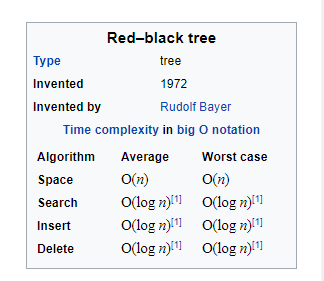 Red–black tree
Type tree
Invented 1972
Invented by Rudolf Bayer
Time complexity in big O notation
Algorithm Average Worst case
Space O(n) O(n)
Search O(log n)[1] O(log n)[1]
Insert O(log n)[1] O(log n)[1]
Delete O(log n)[1] O(log n)[1]